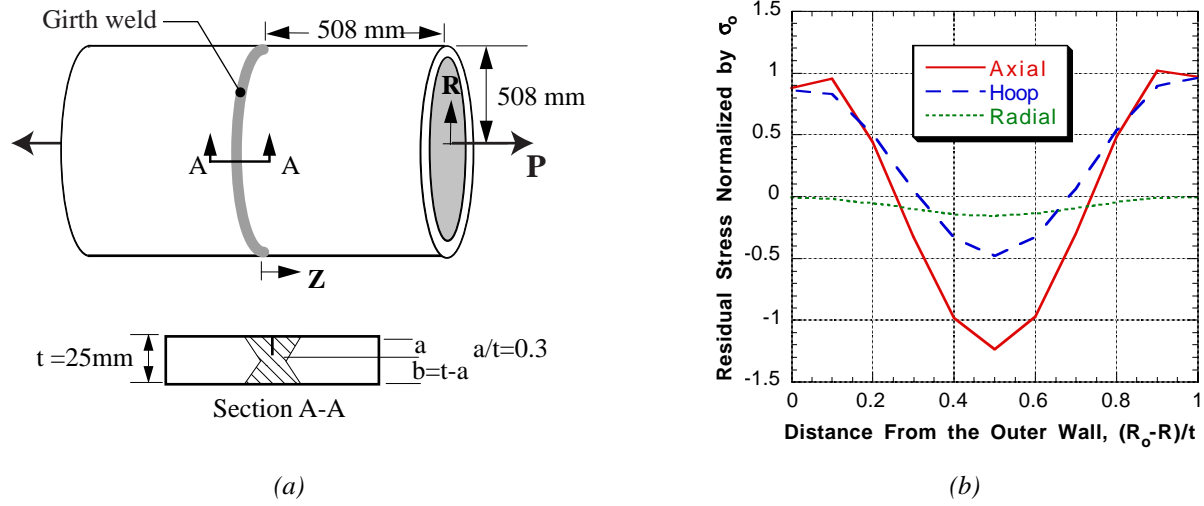 Girth weld
508 mm
R
508 mm
A
A
P
Z
t =25mm
a
a/t=0.3
b=t-a
Section A-A
(a)
Residual Stress Normalized by σo
1.5
1
0.5
0
-0.5
-1
-1.5
Axial
Hoop
Radial
0
0.2
0.4
0.6
0.8
1
Distance From the Outer Wall, (Ro-R)/t
(b)